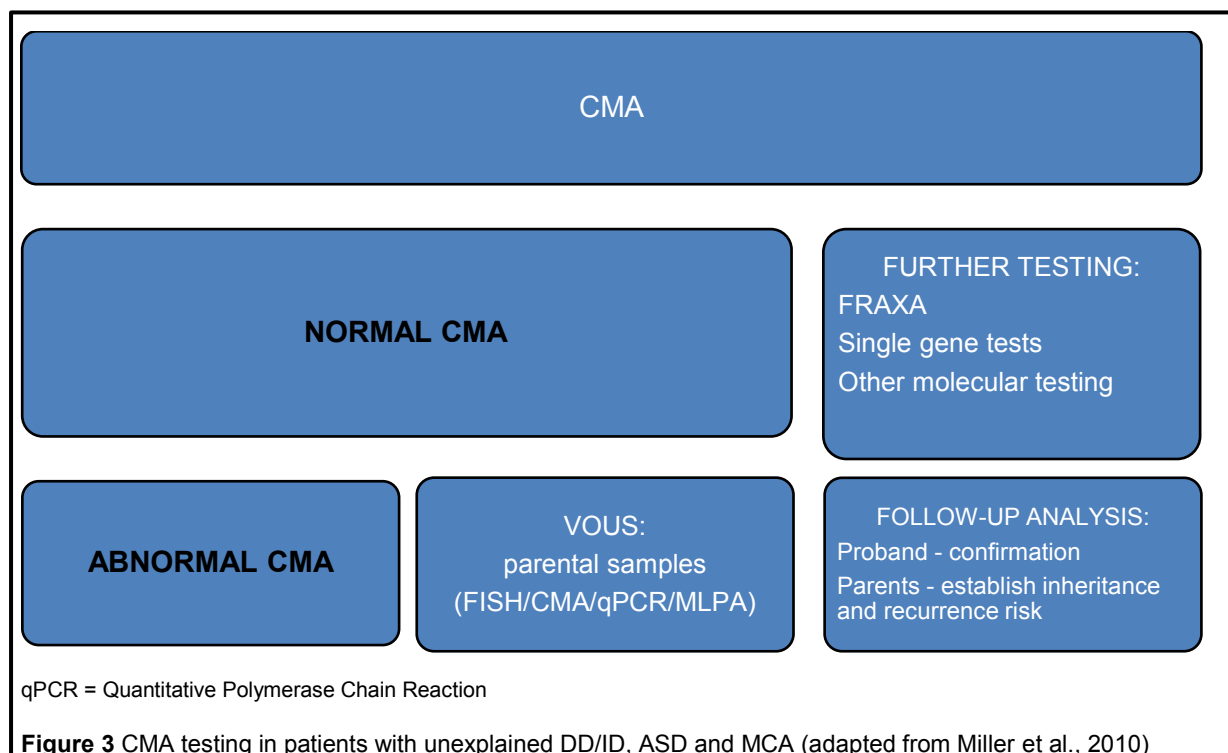 CMA
NORMAL CMA
FURTHER TESTING:
FRAXA
Single gene tests
Other molecular testing
ABNORMAL CMA
VOUS:
parental samples
(FISH/CMA/qPCR/MLPA)
FOLLOW-UP ANALYSIS:
Proband - confirmation
Parents - establish inheritance
and recurrence risk
qPCR = Quantitative Polymerase Chain Reaction
Figure 3 CMA testing in patients with unexplained DD/ID, ASD and MCA (adapted from Miller et al., 2010)